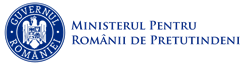 GUVERNUL
ROMÂNIEI
MINISTERUL PENTRU
ROMÂNII DE PRETUTINDENI